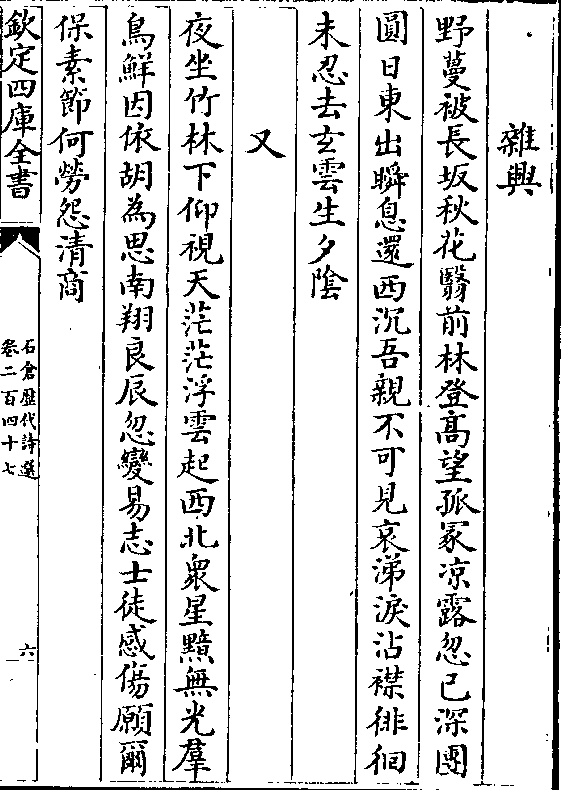 雜興
野蔓被長坂秋花翳前林登高望孤冢凉露忽已深團
圓日東出瞬息還西沉吾親不可見哀涕淚沾襟徘徊
未忍去玄雲生夕隂
又
夜坐竹林下仰視天茫茫浮雲起西北衆星黯無光羣
鳥鮮因依胡為思南翔良辰忽變易志士徒感傷願爾
保素節何勞怨清商
欽定四庫全書
石倉歴代詩選
卷二百四十七
六